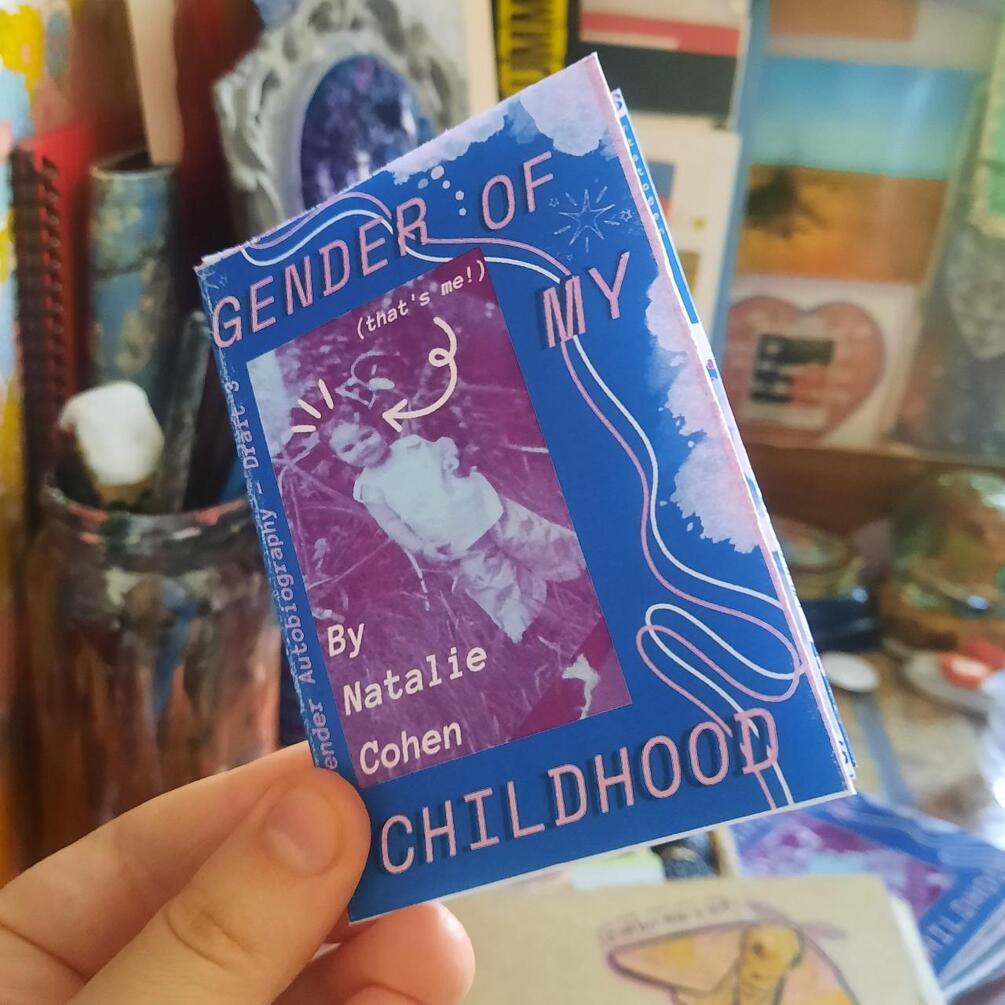 GENDER OF
MY
(that's me!)
By
Natalie
Cohen
CHILDHOOD
ender Autobiography - Draft 3